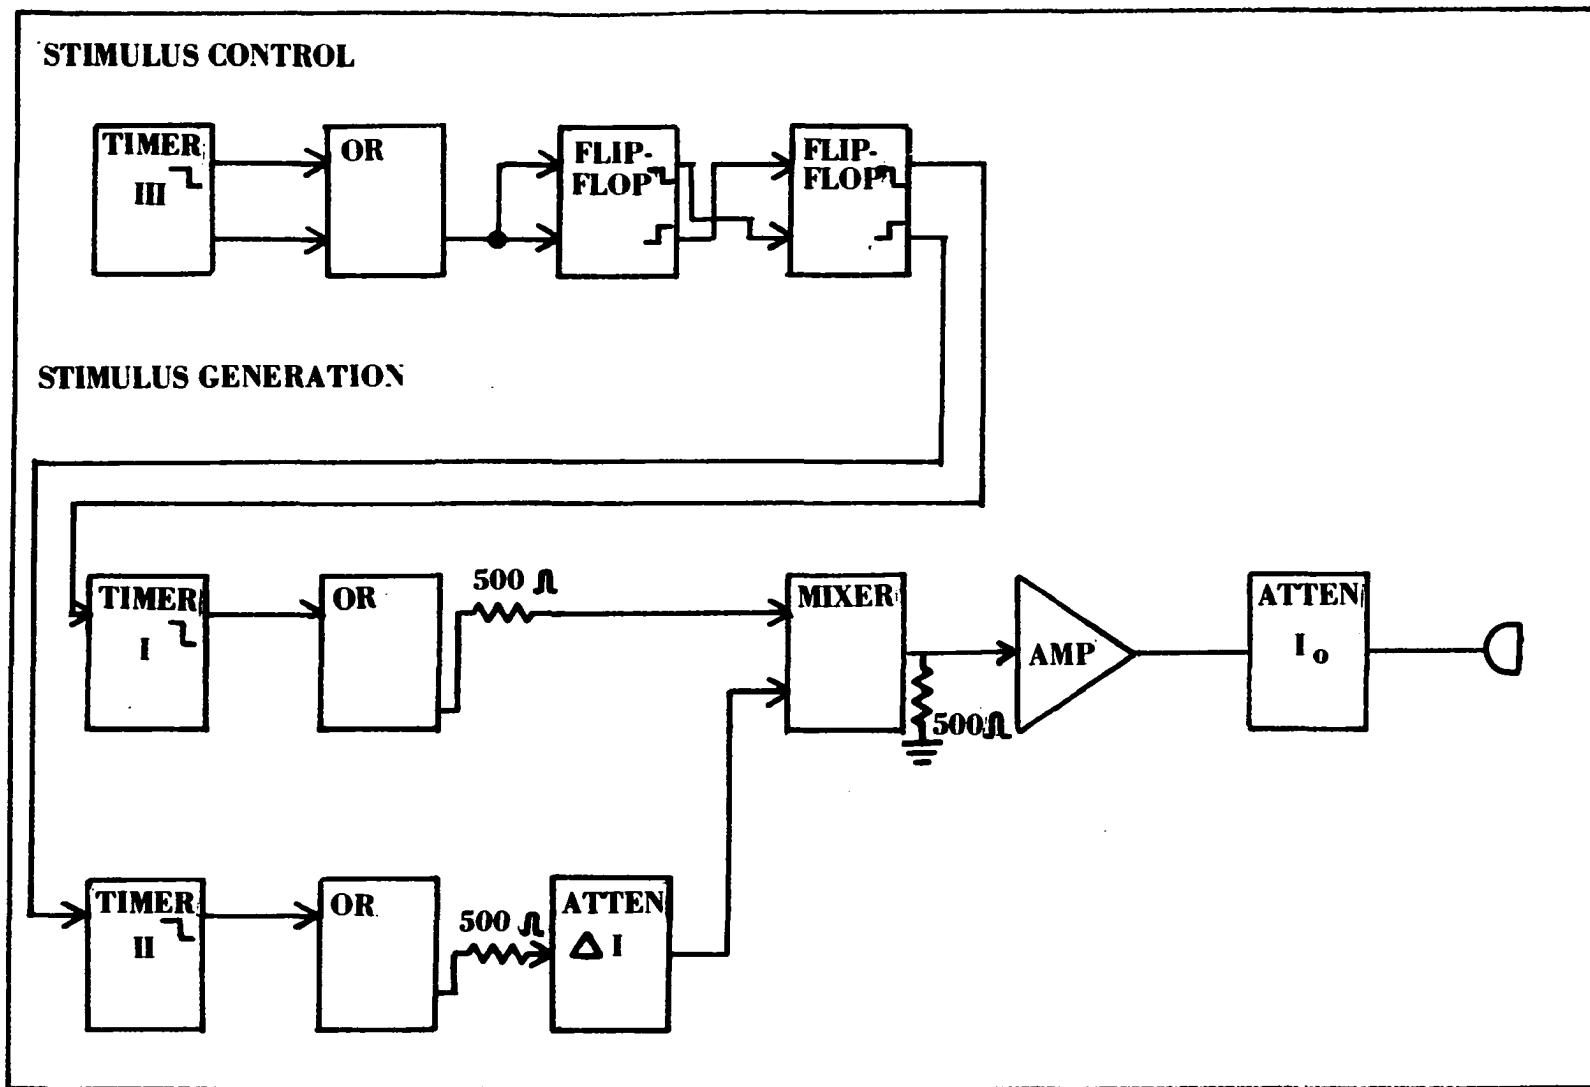 STIMULUS CONTROL
TIMER
III
OR
FLIP-
FLOP
FLIP-
FLOP
STIMULUS GENERATION
TIMER
I
OR
500 Ω
MIXER
500Ω
AMP
ATTEN
I₀
TIMER
II
OR
500 Ω
ATTEN
Δ I